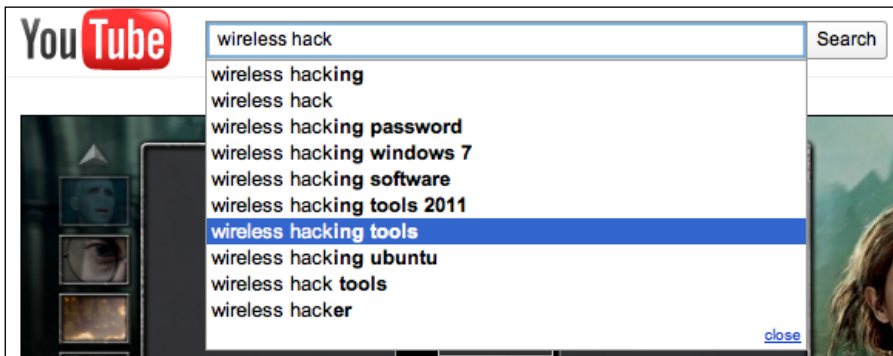 YouTube
wireless hack
Search
wireless hacking
wireless hack
wireless hacking password
wireless hacking windows 7
wireless hacking software
wireless hacking tools 2011
wireless hacking tools
wireless hacking ubuntu
wireless hack tools
wireless hacker
close